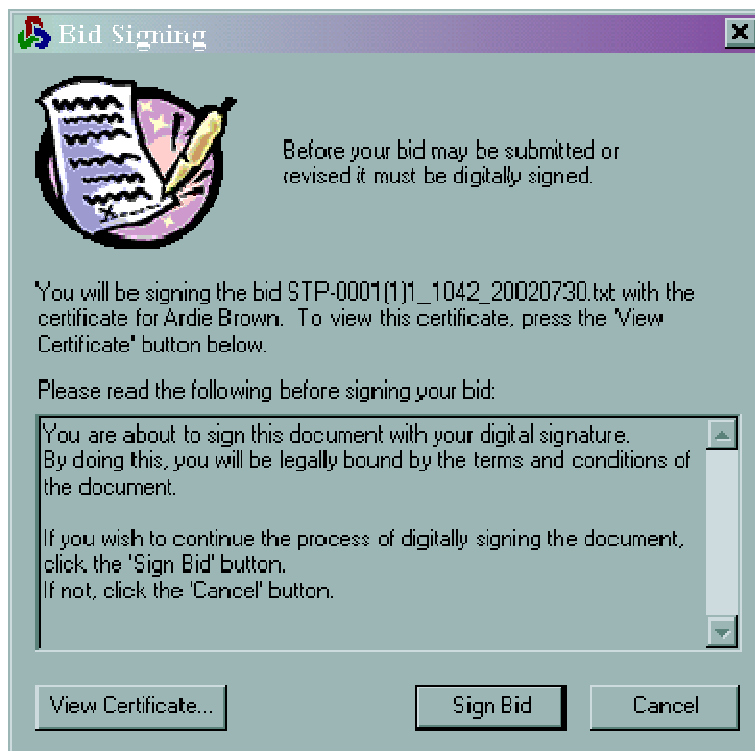 Bid Signing
Before your bid may be submitted or
revised it must be digitally signed.
You will be signing the bid STP-0001(1)1_1042_20020730.txt with the
certificate for Ardie Brown. To view this certificate, press the "View
Certificate" button below.
Please read the following before signing your bid:
You are about to sign this document with your digital signature.
By doing this, you will be legally bound by the terms and conditions of
the document.
If you wish to continue the process of digitally signing the document,
click the 'Sign Bid' button.
If not, click the 'Cancel' button.
View Certificate... Sign Bid Cancel